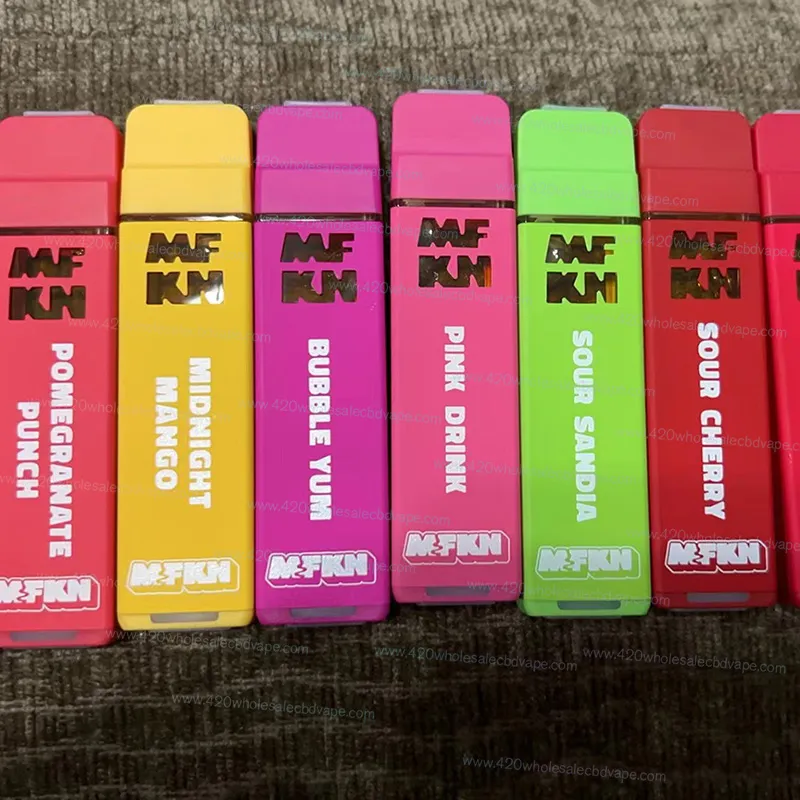 MF
KN
POMEGRANATE
PUNCH
MFKN
MF
KN
MIDNIGHT
MANGO
MFKN
MF
KN
BUBBLE YUM
MFKN
MF
KN
PINK DRINK
MFKN
MF
KN
SOUR SANDIA
MFKN
MF
KN
SOUR CHERRY
MFKN
www.420wholesalecbdvape.com